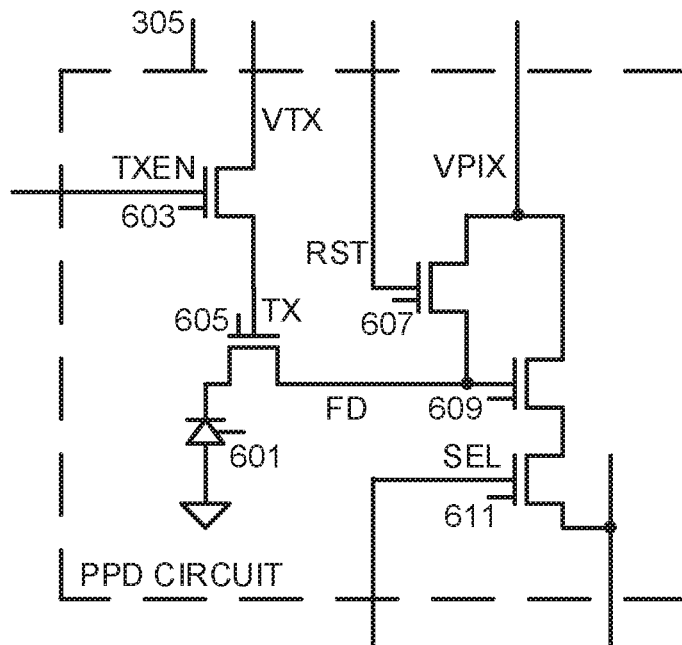 305
VTX
TXEN
VPIX
603
RST
TX
605
607
FD
609
601
SEL
611
PPD CIRCUIT